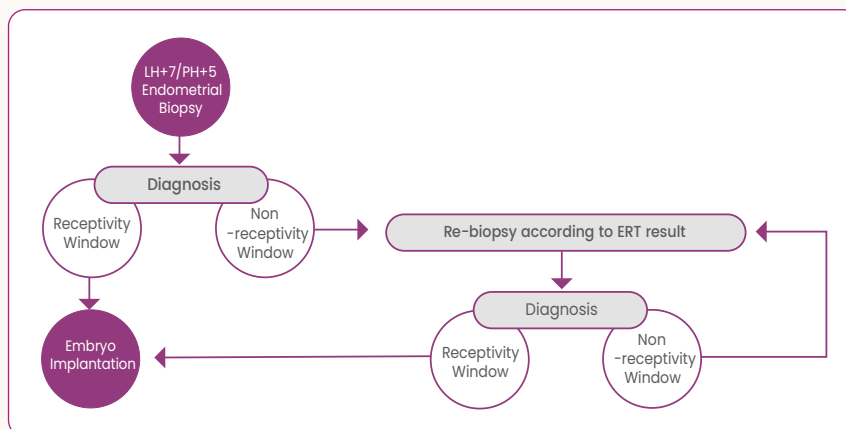 LH+7/PH+5
Endometrial
Biopsy
Diagnosis
Receptivity
Window
Non
-receptivity
Window
Re-biopsy according to ERT result
Diagnosis
Embryo
Implantation
Receptivity
Window
Non
-receptivity
Window